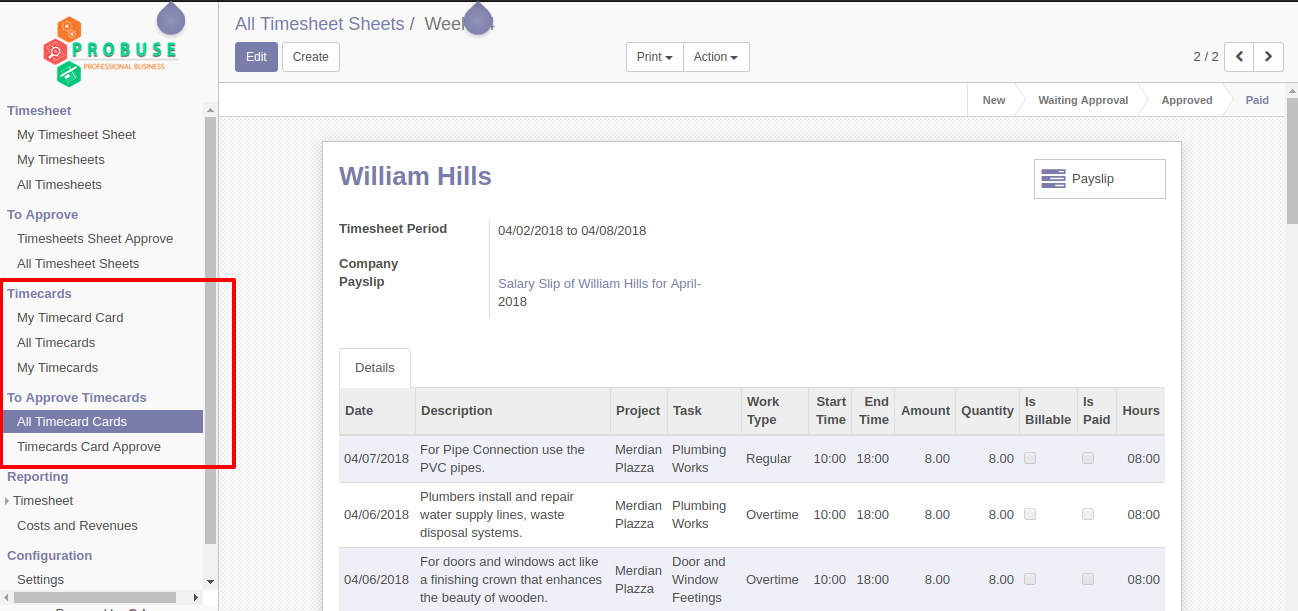 PROBUSE
PROFESSIONAL BUSINESS
Timesheet
My Timesheet Sheet
My Timesheets
All Timesheets
To Approve
Timesheets Sheet Approve
All Timesheet Sheets
Timecards
My Timecard Card
All Timecards
My Timecards
To Approve Timecards
All Timecard Cards
Timecards Card Approve
Reporting
Timesheet
Costs and Revenues
Configuration
Settings
All Timesheet Sheets /
Edit Create
Print Action
2 / 2
New Waiting Approval Approved Paid
William Hills
Payslip
Timesheet Period 04/02/2018 to 04/08/2018
Company
Payslip Salary Slip of William Hills for April-
2018
Details
Date Description Project Task Work Type Start Time End Time Amount Quantity Is Billable Is Paid Hours
04/07/2018 For Pipe Connection use the PVC pipes. Merdian Plazza Plumbing Works Regular 10:00 18:00 8.00 8.00 08:00
04/06/2018 Plumbers install and repair water supply lines, waste disposal systems. Merdian Plazza Plumbing Works Overtime 10:00 18:00 8.00 8.00 08:00
04/06/2018 For doors and windows act like a finishing crown that enhances the beauty of wooden. Merdian Plazza Door and Window Feetings Overtime 10:00 18:00 8.00 8.00 08:00